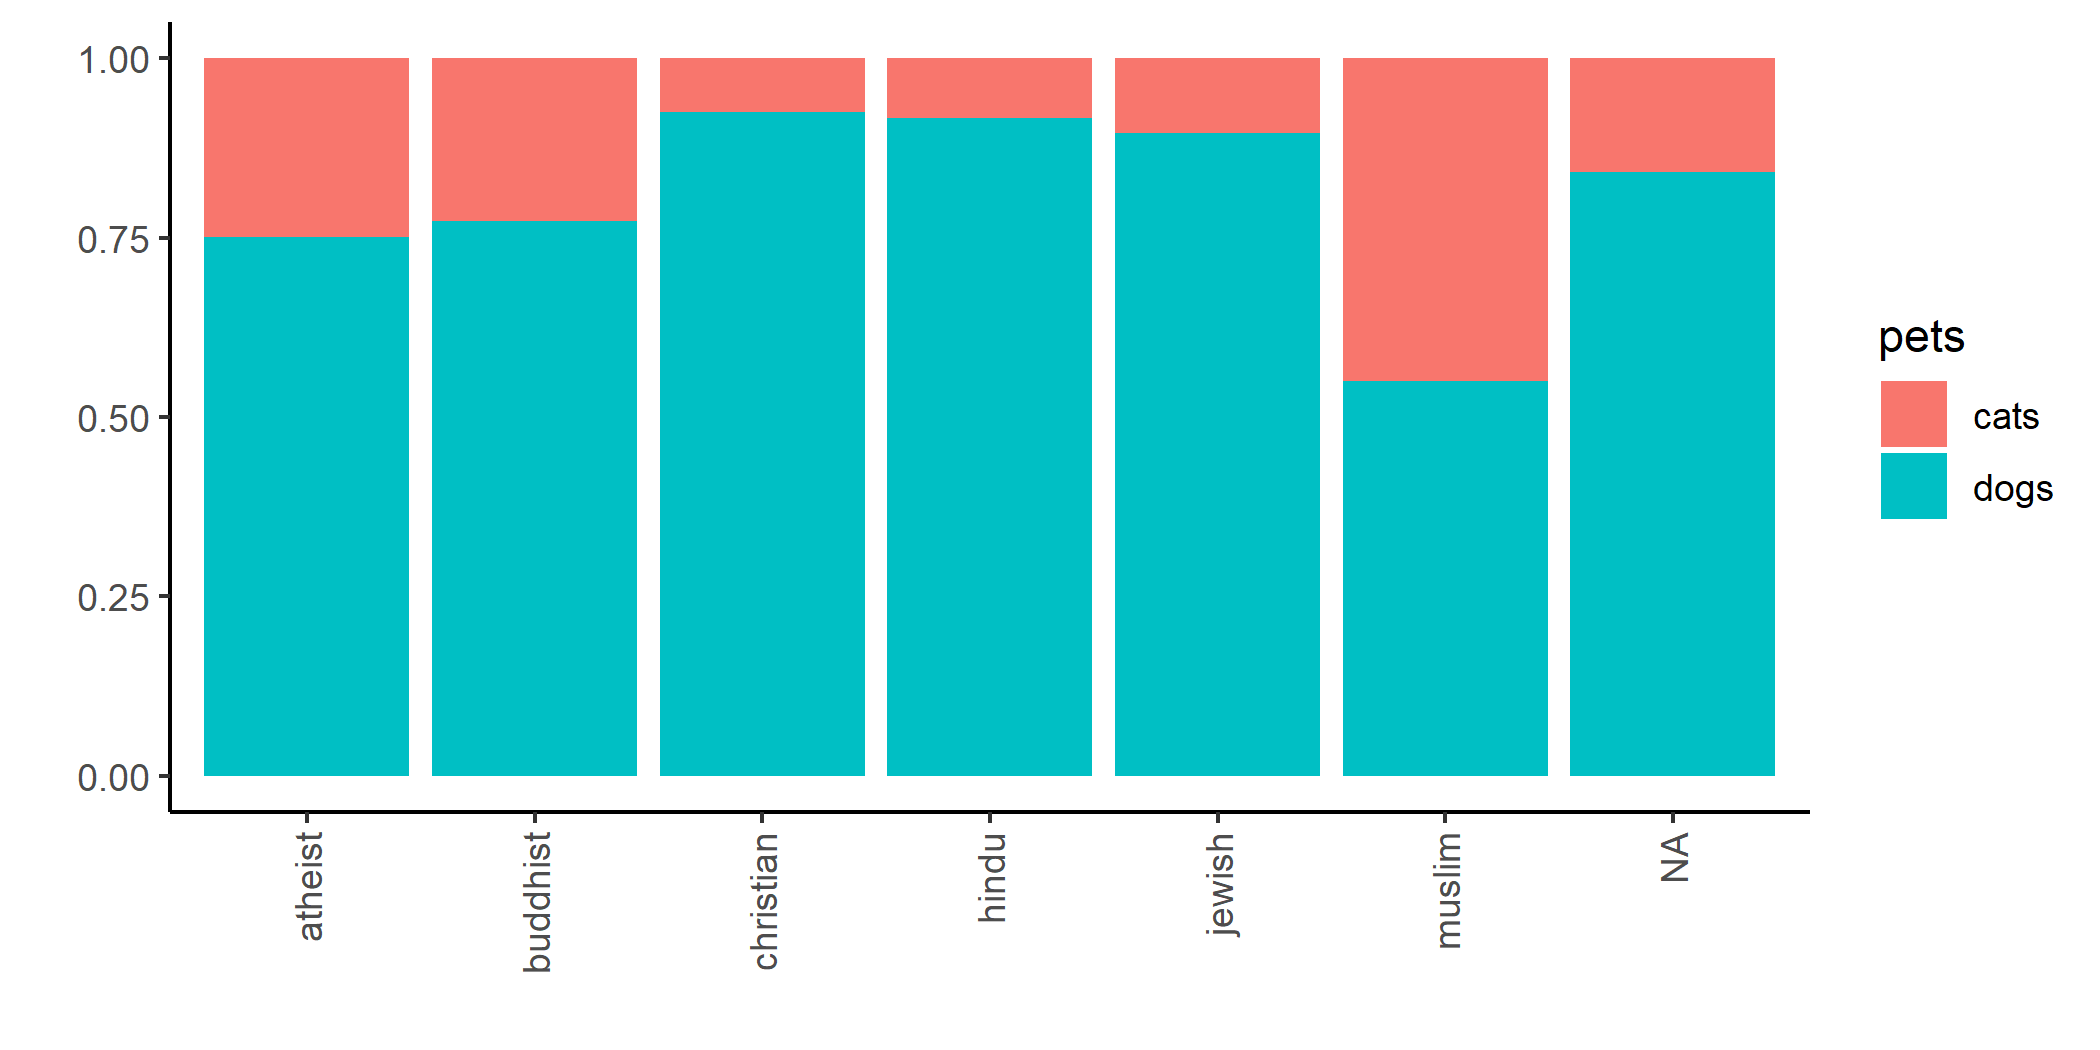 1.00
0.75
0.50
0.25
0.00
atheist
buddhist
christian
hindu
jewish
muslim
NA
pets
cats
dogs